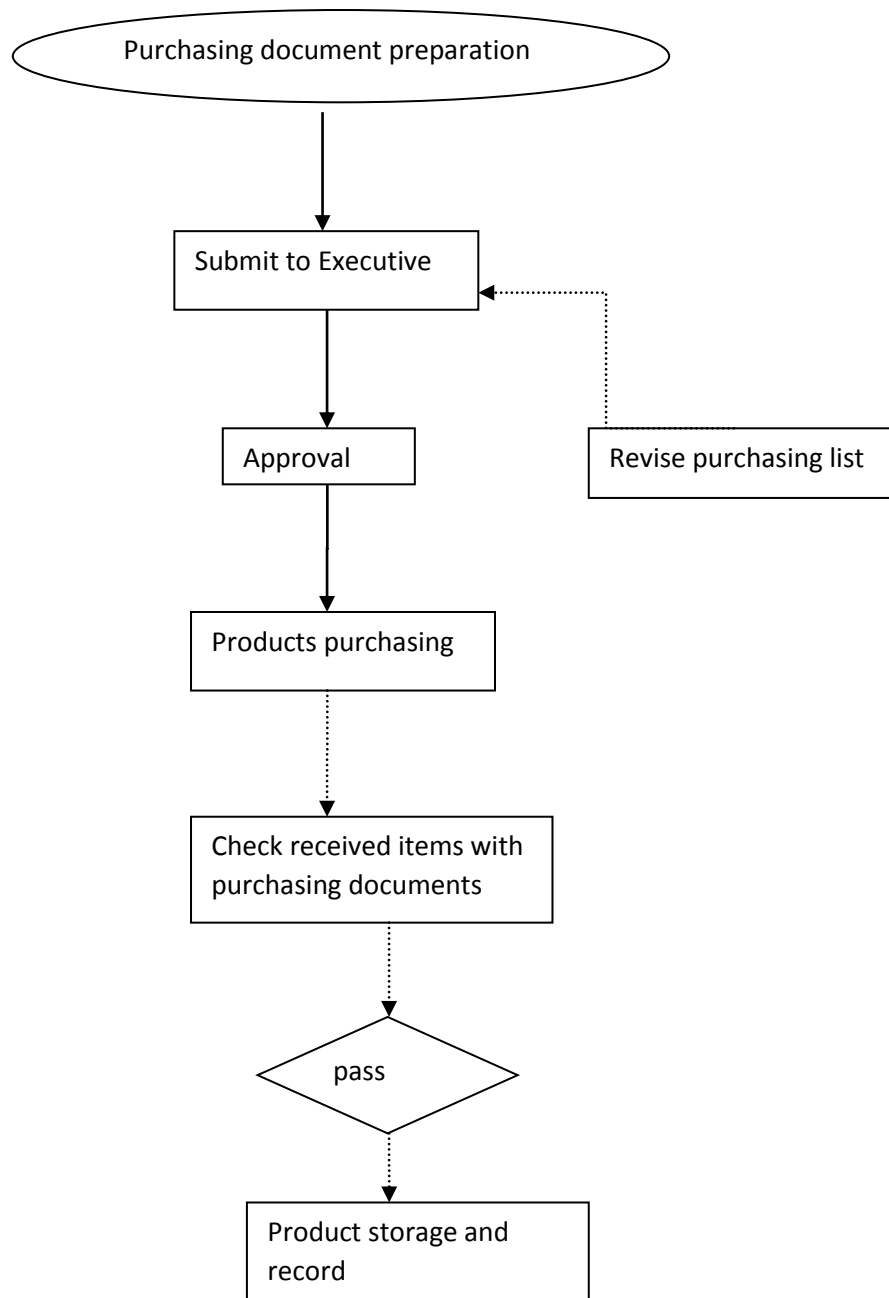 Purchasing document preparation
Submit to Executive
Approval
Revise purchasing list
Products purchasing
Check received items with
purchasing documents
pass
Product storage and
record